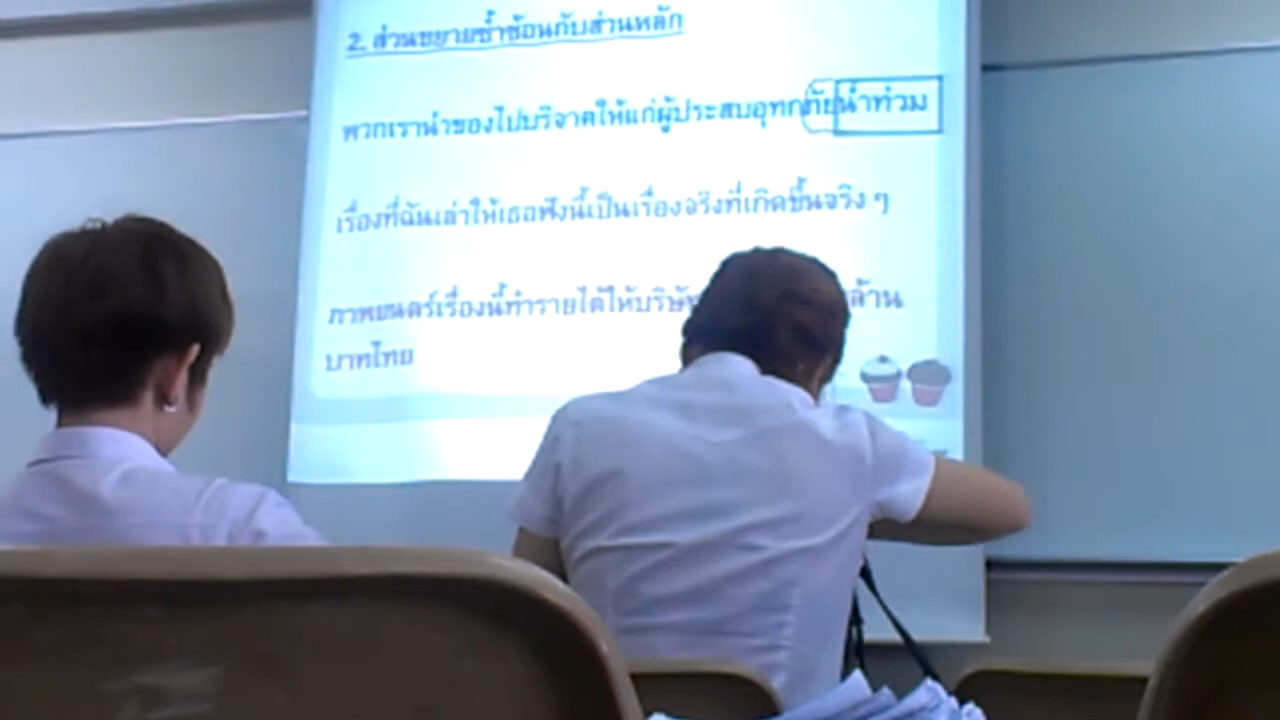 2. ส่วนขยายซ้ำซ้อนกับส่วนหลัก
พวกเรานำของไปบริจาคให้แก่ผู้ประสบอุทกภัยน้ำท่วม
เรื่องที่ฉันเล่าให้เธอฟังนี้เป็นเรื่องจริงที่เกิดขึ้นจริง ๆ
ภาพยนตร์เรื่องนี้ทำรายได้ให้บริษัท ล้าน
บาทไทย